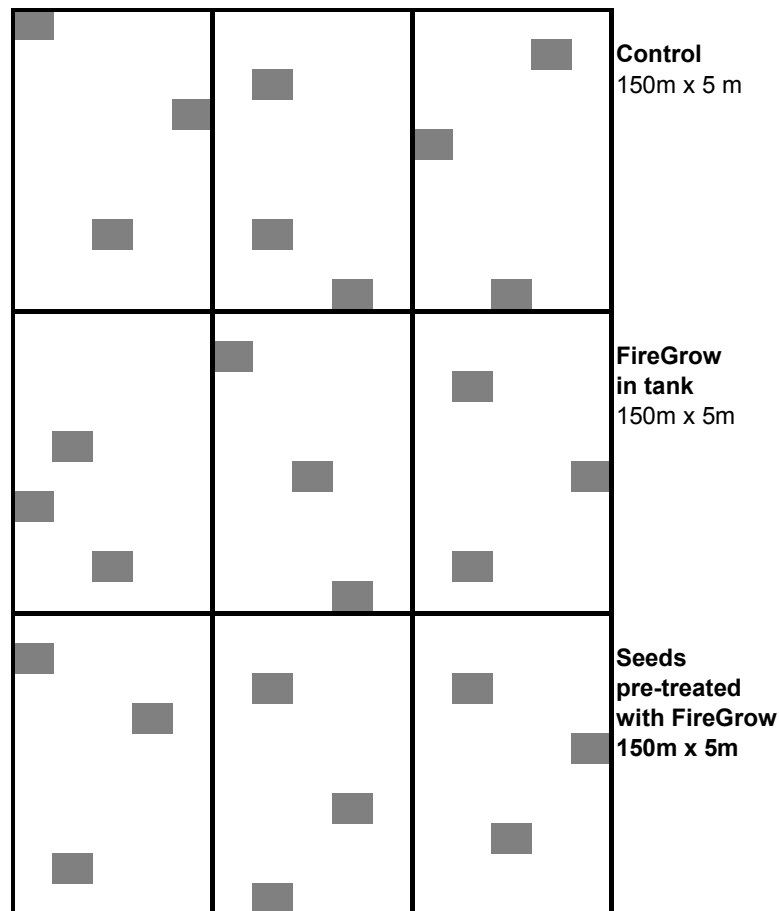 Control
150m x 5 m
FireGrow
in tank
150m x 5m
Seeds
pre-treated
with FireGrow
150m x 5m